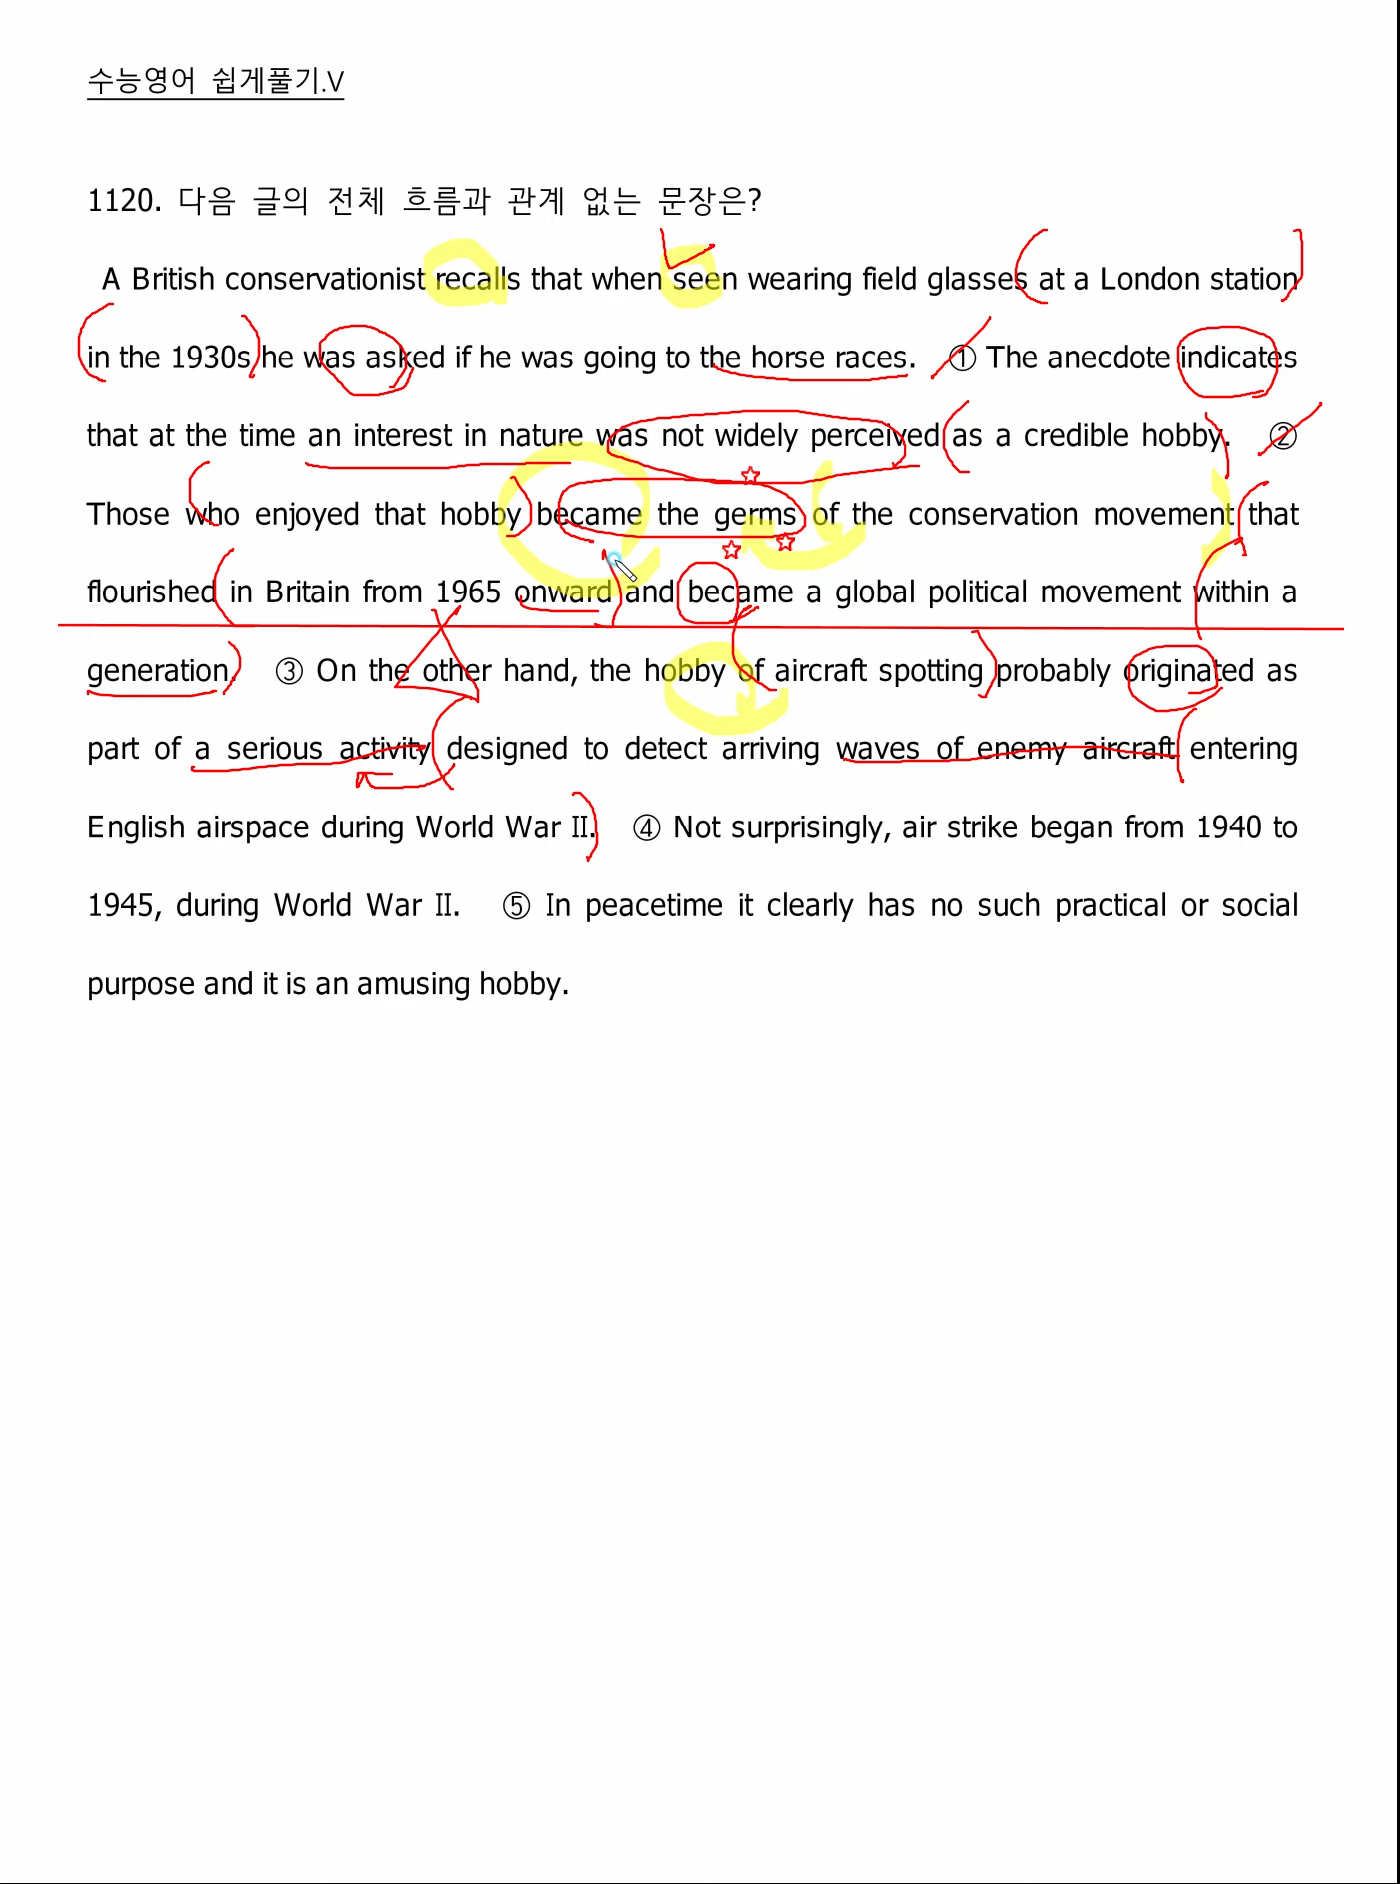 수능영어 쉽게풀기.V
1120. 다음 글의 전체 흐름과 관계 없는 문장은?
A British conservationist recalls that when seen wearing field glasses at a London station
in the 1930s he was asked if he was going to the horse races. ① The anecdote indicates
that at the time an interest in nature was not widely perceived as a credible hobby. ②
Those who enjoyed that hobby became the germs of the conservation movement that
flourished in Britain from 1965 onward and became a global political movement within a
generation. ③ On the other hand, the hobby of aircraft spotting probably originated as
part of a serious activity designed to detect arriving waves of enemy aircraft entering
English airspace during World War Ⅱ. ④ Not surprisingly, air strike began from 1940 to
1945, during World War Ⅱ. ⑤ In peacetime it clearly has no such practical or social
purpose and it is an amusing hobby.